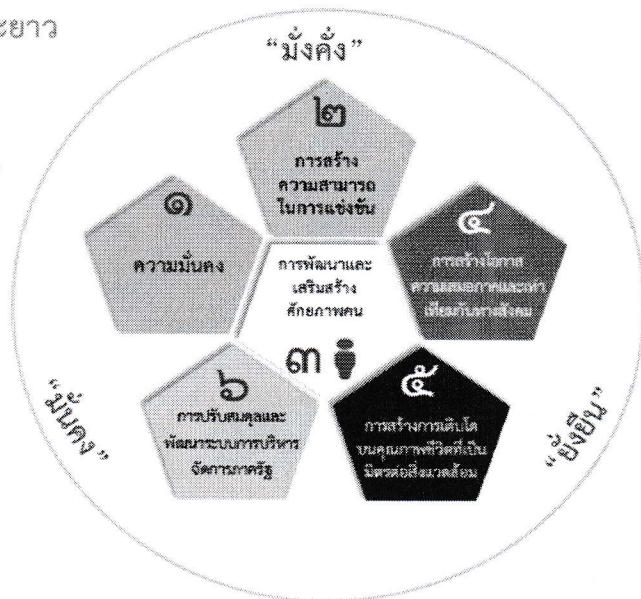 ะยาว
“มั่งคั่ง”
๒
การสร้าง
ความสามารถ
ในการแข่งขัน
๑
ความมั่นคง
๔
การสร้างโอกาส
ความเสมอภาคและเท่า
เทียมกันทางสังคม
การพัฒนาและ
เสริมสร้าง
ศักยภาพคน
๓
๖
การปรับสมดุลและ
พัฒนาระบบการบริหาร
จัดการภาครัฐ
๕
การสร้างการเติบโต
บนคุณภาพชีวิตที่เป็น
มิตรต่อสิ่งแวดล้อม
“มั่นคง”
“ยั่งยืน”